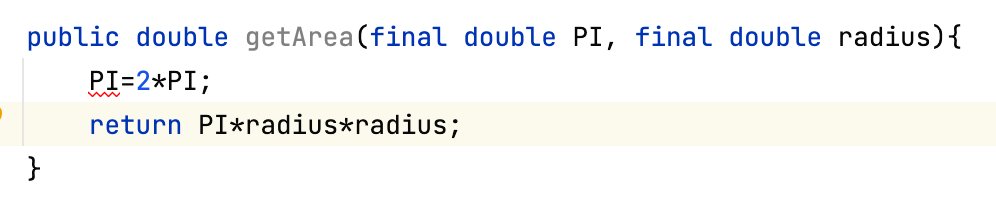 public double getArea(final double PI, final double radius){
    PI=2*PI;
    return PI*radius*radius;
}